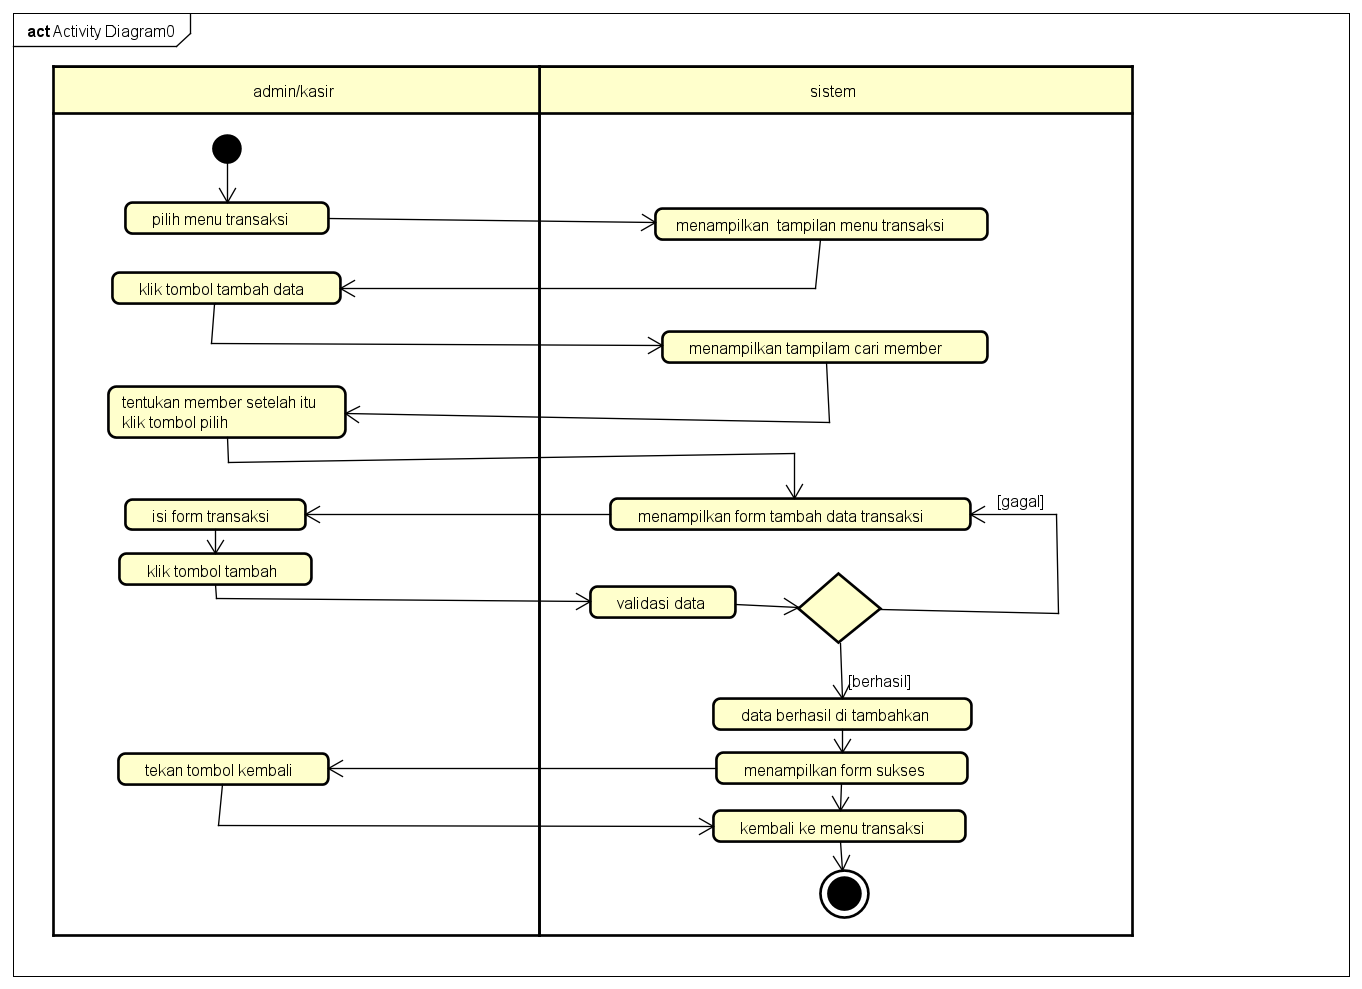 act Activity Diagram0
admin/kasir
sistem
pilih menu transaksi
menampilkan tampilan menu transaksi
klik tombol tambah data
menampilkan tampilam cari member
tentukan member setelah itu
klik tombol pilih
isi form transaksi
menampilkan form tambah data transaksi
[gagal]
klik tombol tambah
validasi data
[berhasil]
data berhasil di tambahkan
tekan tombol kembali
menampilkan form sukses
kembali ke menu transaksi